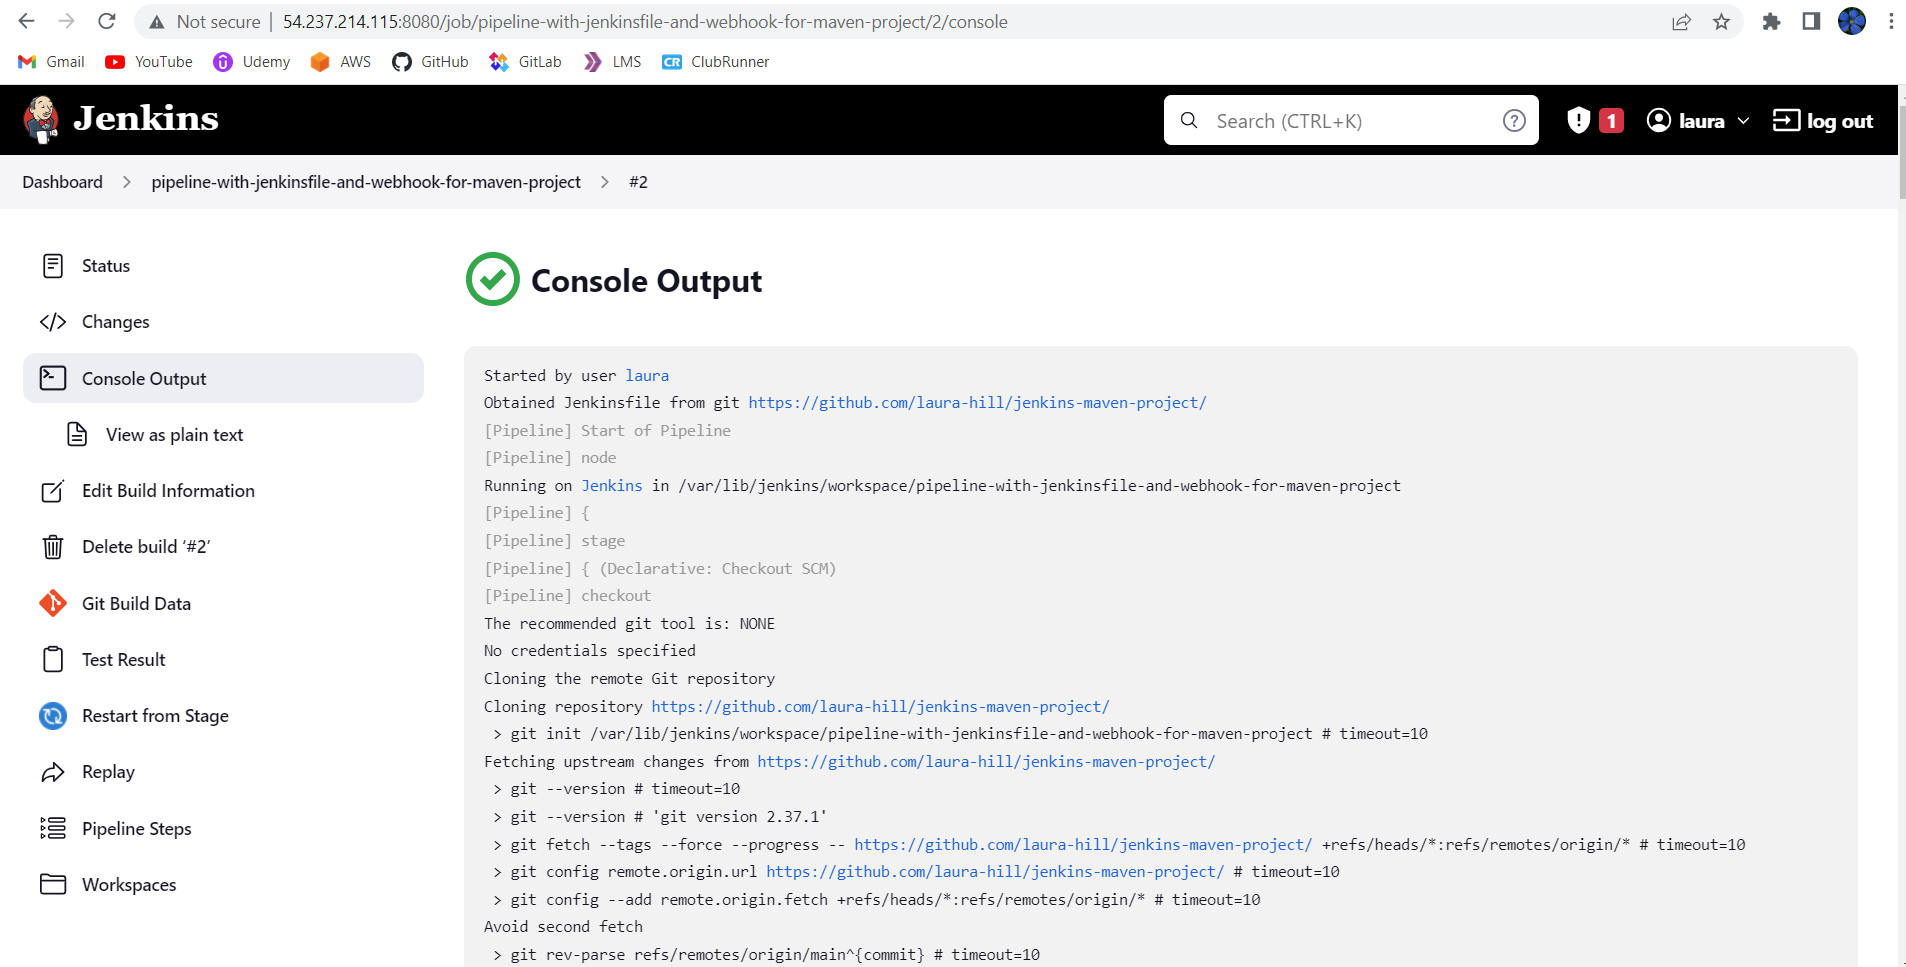 Not secure | 54.237.214.115:8080/job/pipeline-with-jenkinsfile-and-webhook-for-maven-project/2/console
Gmail YouTube Udemy AWS GitHub GitLab LMS CR ClubRunner
Jenkins Search (CTRL+K) ? 1 laura log out
Dashboard > pipeline-with-jenkinsfile-and-webhook-for-maven-project > #2
Status
Changes
Console Output
View as plain text
Edit Build Information
Delete build ‘#2’
Git Build Data
Test Result
Restart from Stage
Replay
Pipeline Steps
Workspaces
Console Output
Started by user laura
Obtained Jenkinsfile from git https://github.com/laura-hill/jenkins-maven-project/
[Pipeline] Start of Pipeline
[Pipeline] node
Running on Jenkins in /var/lib/jenkins/workspace/pipeline-with-jenkinsfile-and-webhook-for-maven-project
[Pipeline] {
[Pipeline] stage
[Pipeline] { (Declarative: Checkout SCM)
[Pipeline] checkout
The recommended git tool is: NONE
No credentials specified
Cloning the remote Git repository
Cloning repository https://github.com/laura-hill/jenkins-maven-project/
> git init /var/lib/jenkins/workspace/pipeline-with-jenkinsfile-and-webhook-for-maven-project # timeout=10
Fetching upstream changes from https://github.com/laura-hill/jenkins-maven-project/
> git --version # timeout=10
> git --version # 'git version 2.37.1'
> git fetch --tags --force --progress -- https://github.com/laura-hill/jenkins-maven-project/ +refs/heads/*:refs/remotes/origin/* # timeout=10
> git config remote.origin.url https://github.com/laura-hill/jenkins-maven-project/ # timeout=10
> git config --add remote.origin.fetch +refs/heads/*:refs/remotes/origin/* # timeout=10
Avoid second fetch
> git rev-parse refs/remotes/origin/main^{commit} # timeout=10